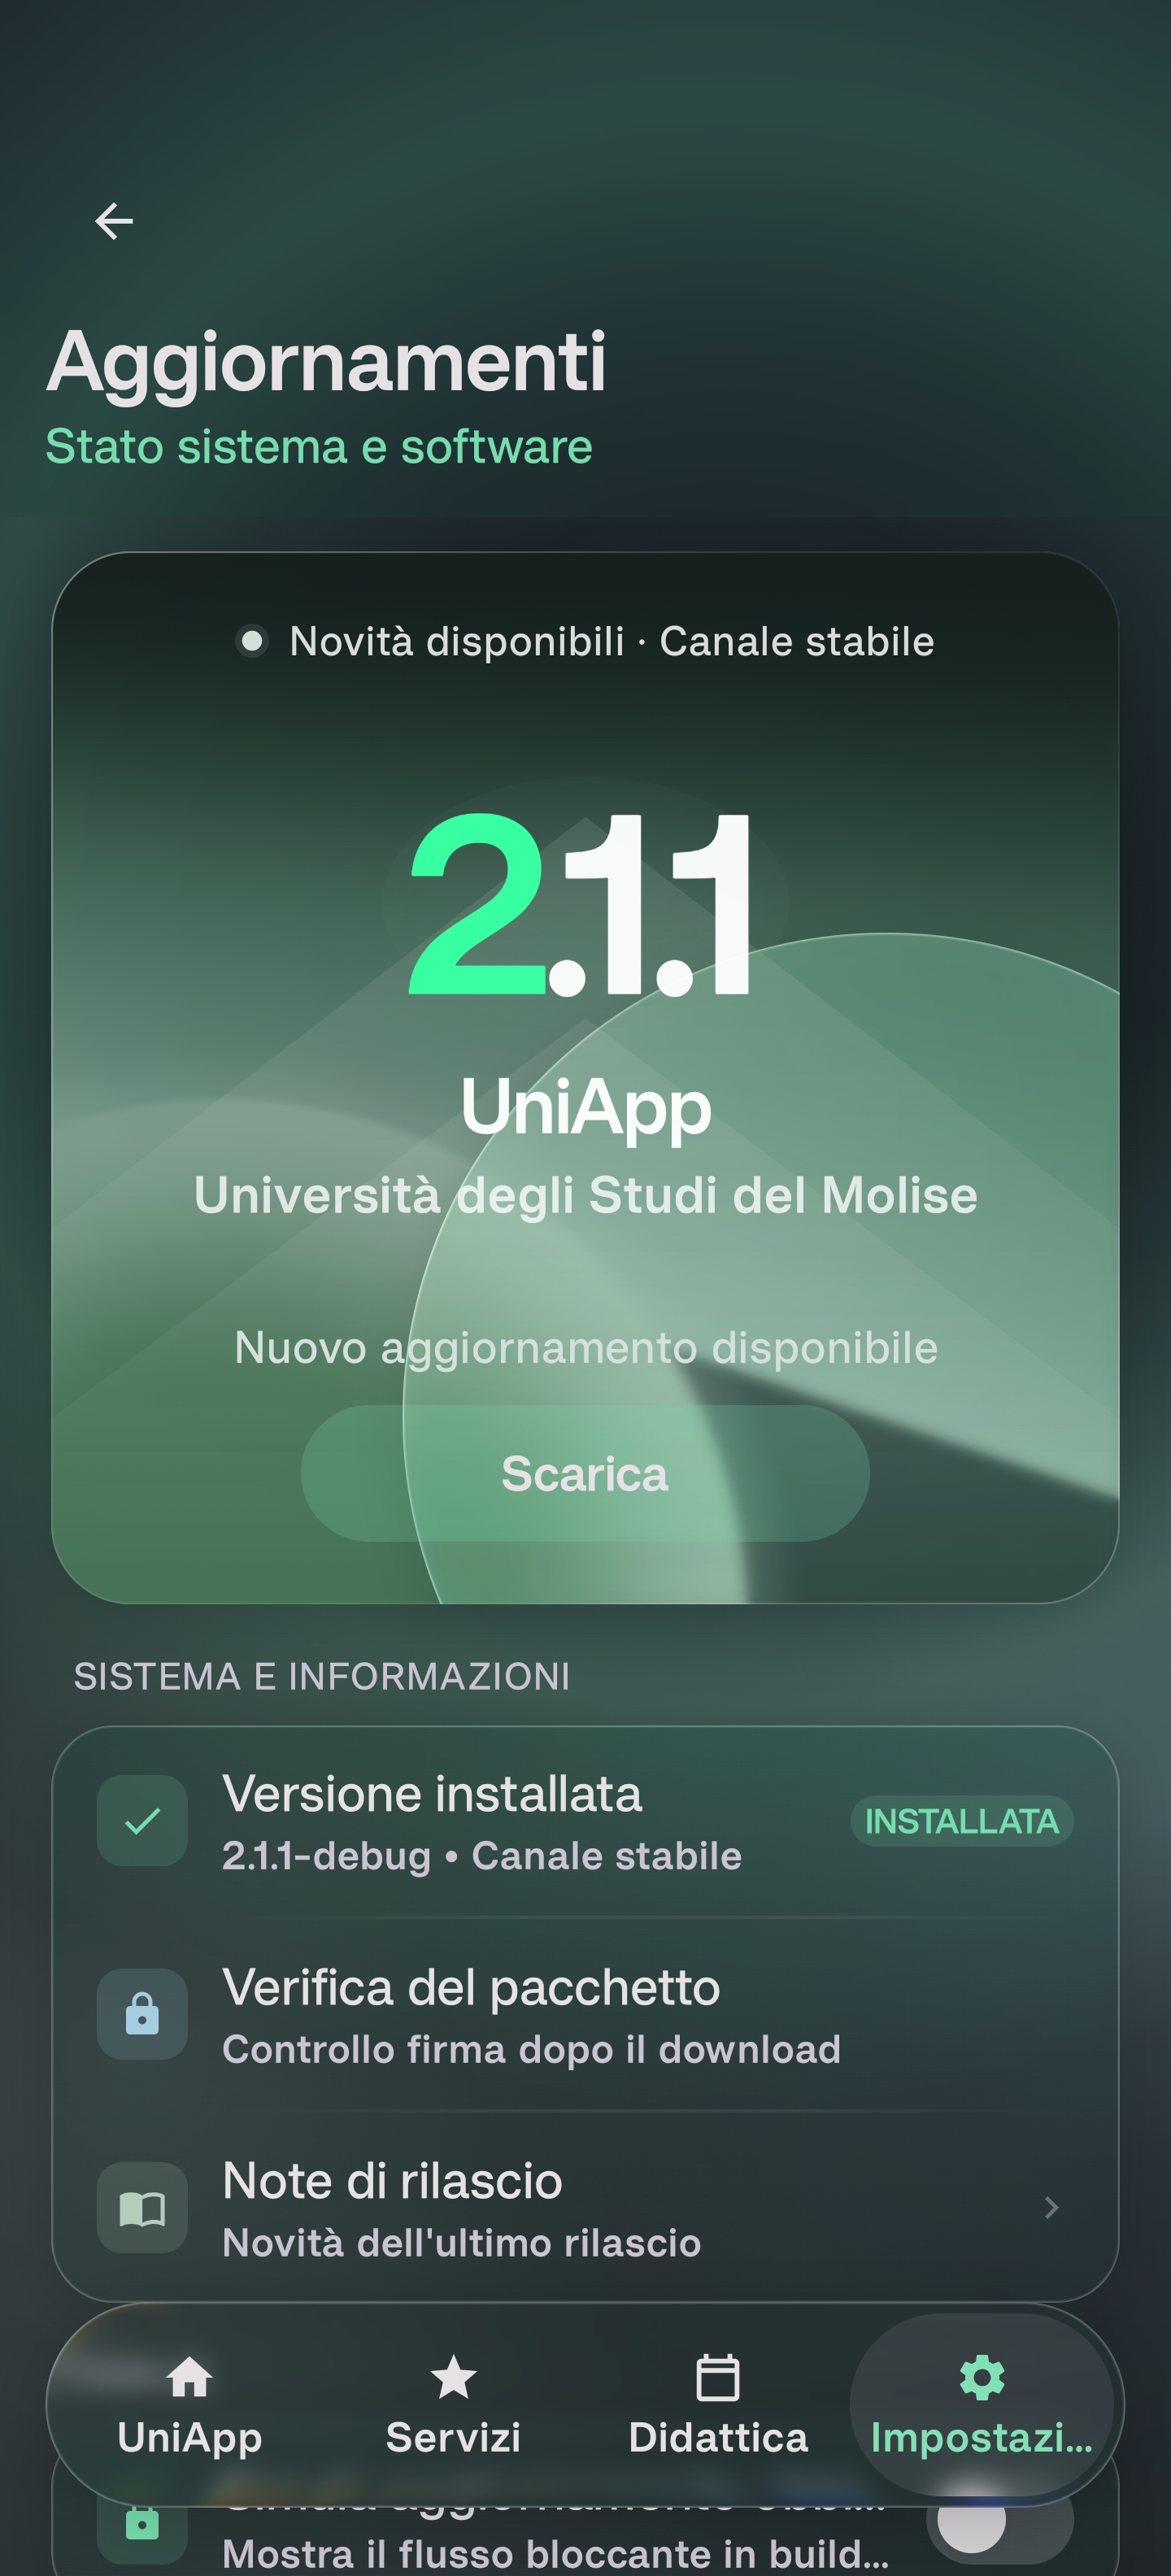 Aggiornamenti
Stato sistema e software
Novità disponibili · Canale stabile
2.1.1
UniApp
Università degli Studi del Molise
Nuovo aggiornamento disponibile
Scarica
SISTEMA E INFORMAZIONI
Versione installata
2.1.1-debug • Canale stabile
INSTALLATA
Verifica del pacchetto
Controllo firma dopo il download
Note di rilascio
Novità dell'ultimo rilascio
UniApp
Servizi
Didattica
Impostazi...
Mostra il flusso bloccante in build...